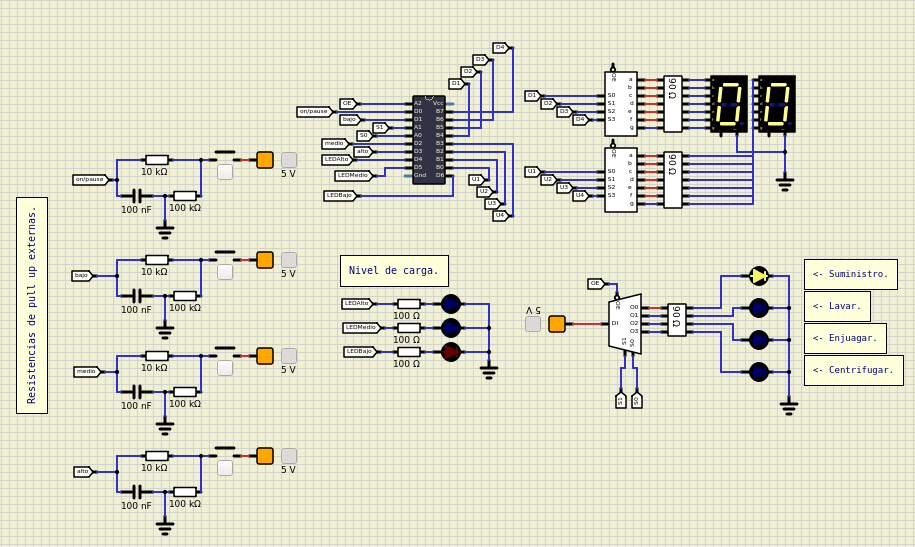 Resistencias de pull up externas.
on/pause
10 kΩ
5 V
100 nF
100 kΩ
bajo
10 kΩ
5 V
100 nF
100 kΩ
medio
10 kΩ
5 V
100 nF
100 kΩ
alto
10 kΩ
5 V
100 nF
100 kΩ
D4
D3
D2
D1
OE
on/pause
bajo
S1
S0
medio
alto
LEDAlto
LEDMedio
LEDBajo
A2 Vcc
D0 B7
D1 B6
A1 B5
A0 B4
D2 B3
D3 B2
D4 B1
D5 B0
Gnd D6
U1
U2
U3
U4
Nivel de carga.
LEDAlto
100 Ω
LEDMedio
100 Ω
LEDBajo
100 Ω
D1
D2
D3
D4
OE
S0
S1
S2
S3
a
b
c
d
e
f
g
90 Ω
U1
U2
U3
U4
OE
S0
S1
S2
S3
a
b
c
d
e
f
g
90 Ω
OE
5 V
DI
OE
S1
S0
O0
O1
O2
O3
90 Ω
S1
S0
<- Suministro.
<- Lavar.
<- Enjuagar.
<- Centrifugar.